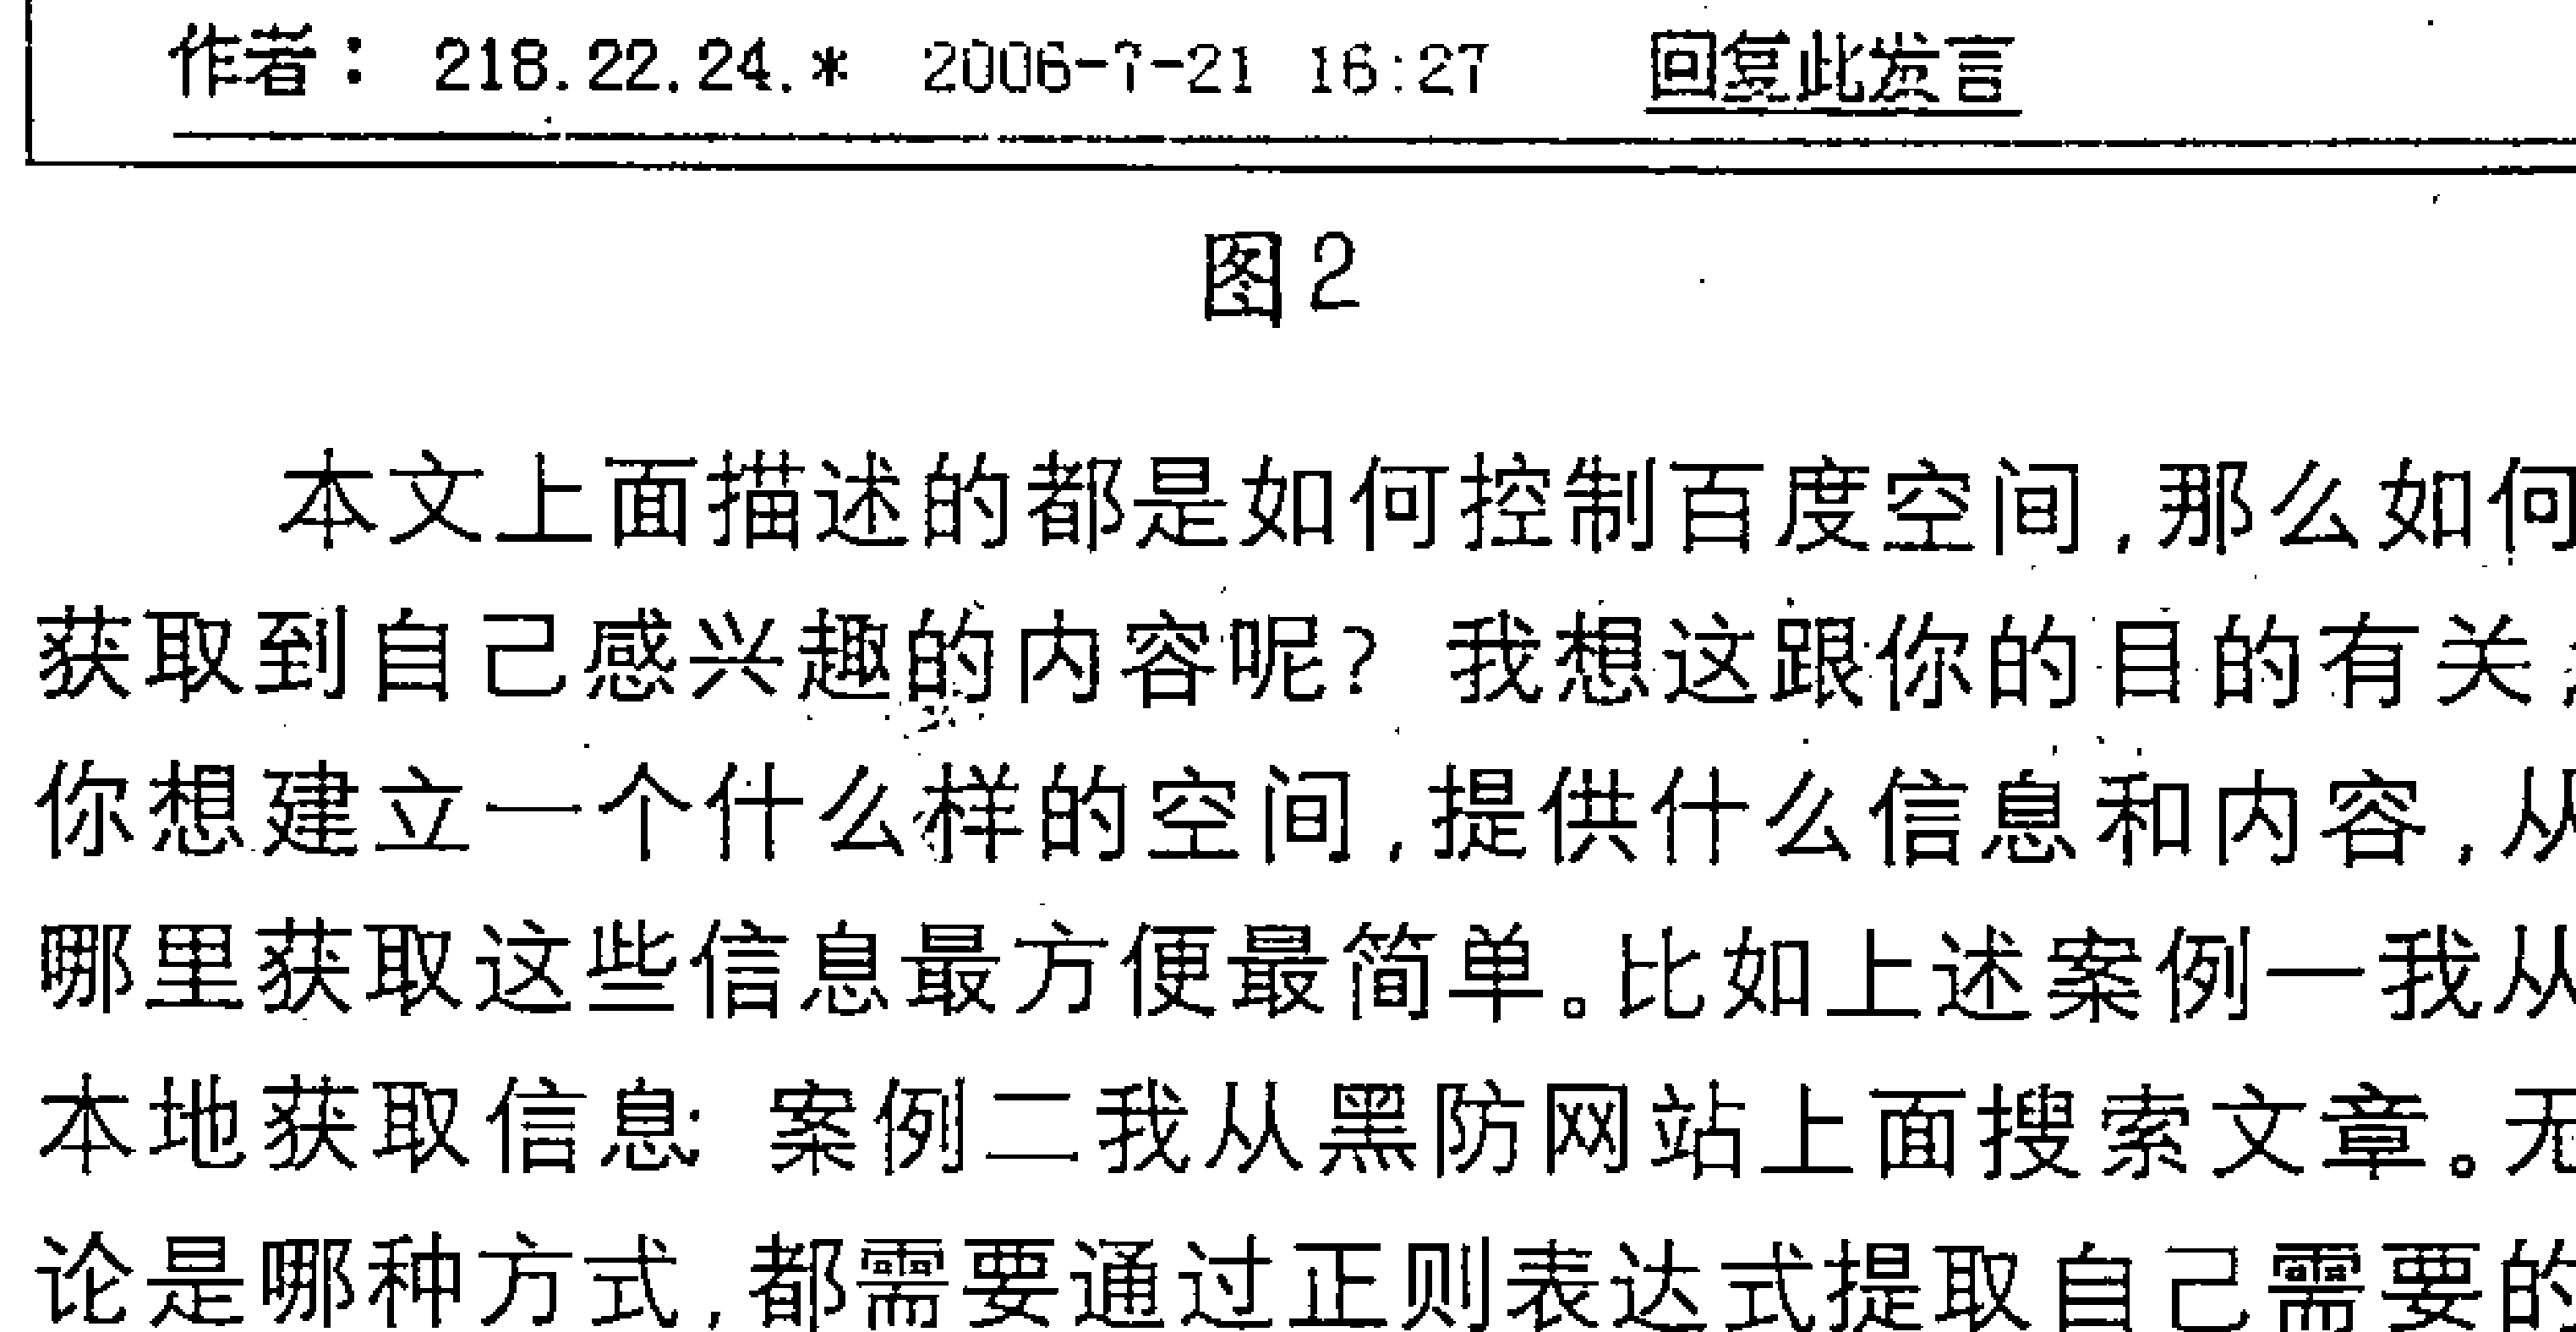 作者： 218.22.24.* 2006-7-21 16:27 回复此发言
图2
本文上面描述的都是如何控制百度空间,那么如何
获取到自己感兴趣的内容呢? 我想这跟你的目的有关;
你想建立一个什么样的空间,提供什么信息和内容,从
哪里获取这些信息最方便最简单。比如上述案例一我从
本地获取信息; 案例二我从黑防网站上面搜索文章。无
论是哪种方式,都需要通过正则表达式提取自己需要的